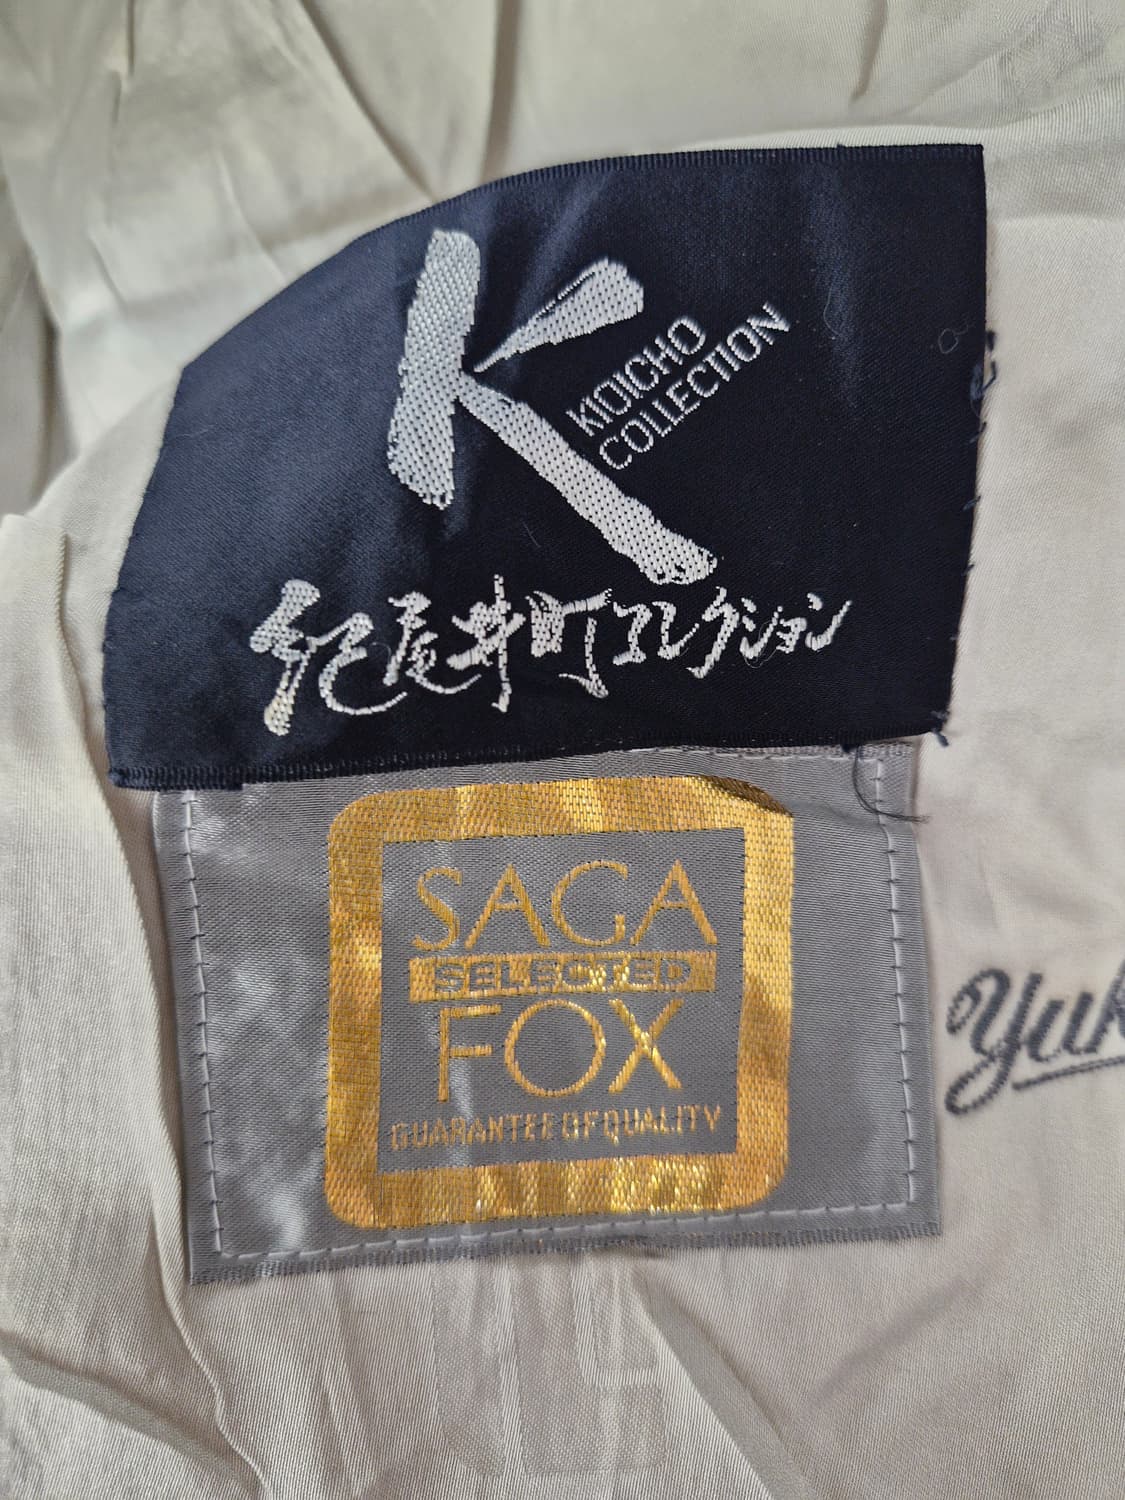 K
KIOICHO
COLLECTION
紀尾井町コレクション
SAGA
SELECTED
FOX
GUARANTEE OF QUALITY
Yuk